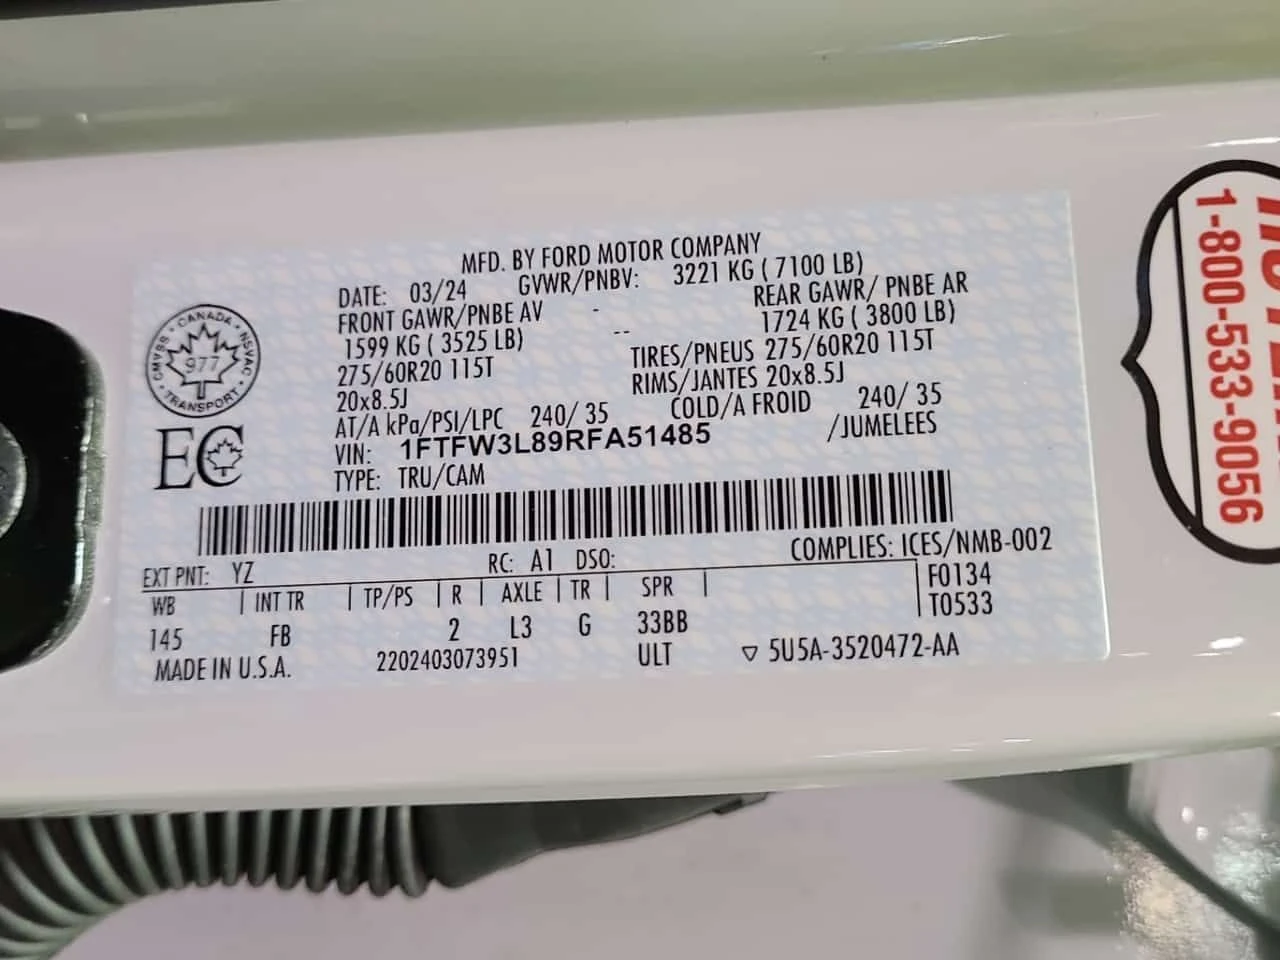 MFD. BY FORD MOTOR COMPANY
DATE: 03/24 GVWR/PNBV: 3221 KG ( 7100 LB)
FRONT GAWR/PNBE AV - REAR GAWR/ PNBE AR
1599 KG ( 3525 LB) -- 1724 KG ( 3800 LB)
275/60R20 115T TIRES/PNEUS 275/60R20 115T
20x8.5J RIMS/JANTES 20x8.5J
AT/A kPa/PSI/LPC 240/ 35 COLD/A FROID 240/ 35
VIN: 1FTFW3L89RFA51485 /JUMELEES
TYPE: TRU/CAM
CANADA
CMVSS • NSVAC
977
TRANSPORT
EC
EXT PNT: YZ RC: A1 DSO: COMPLIES: ICES/NMB-002
WB | INT TR | TP/PS | R | AXLE | TR | SPR | F0134
T0533
145 FB 2 L3 G 33BB
MADE IN U.S.A. 2202403073951 ULT ▽ 5U5A-3520472-AA
1-800-533-9056